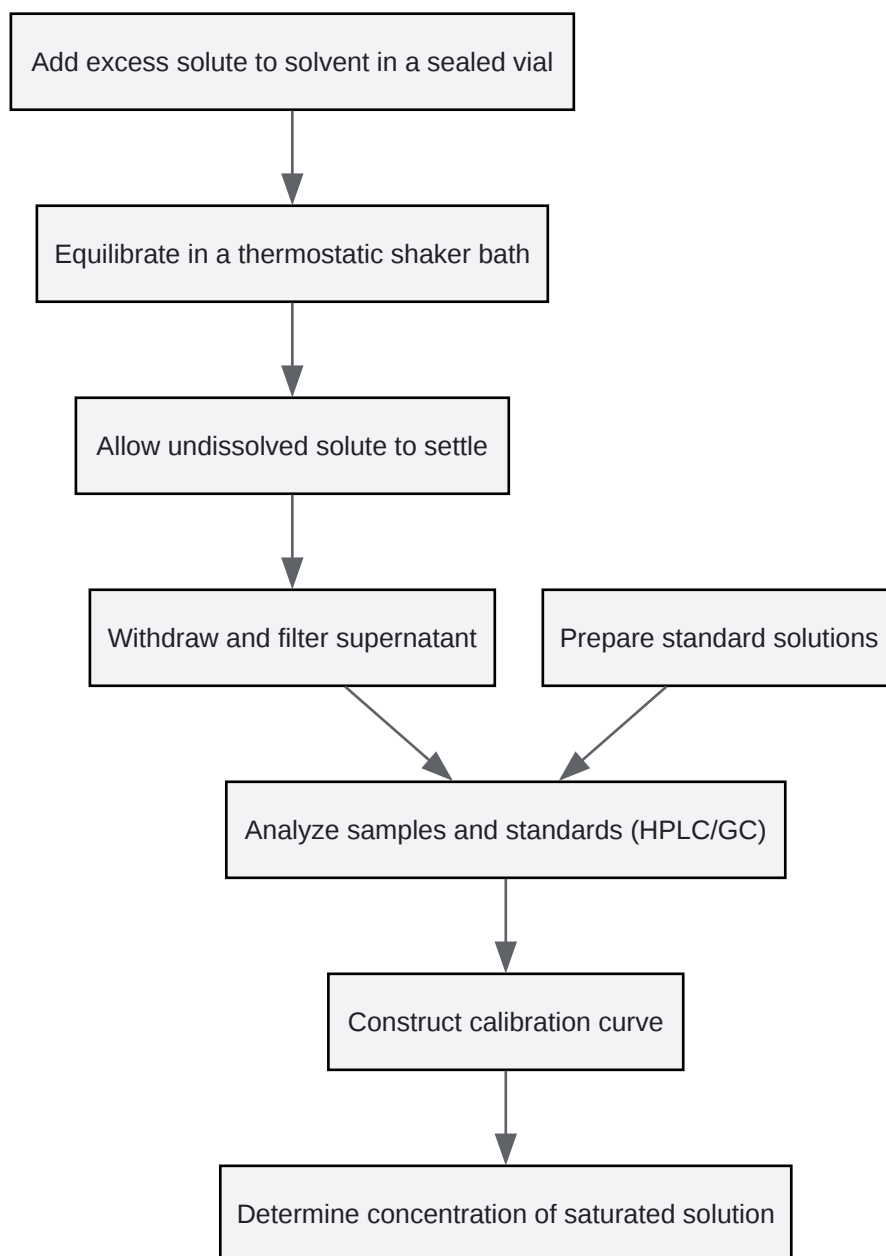 Add excess solute to solvent in a sealed vial
Equilibrate in a thermostatic shaker bath
Allow undissolved solute to settle
Withdraw and filter supernatant
Prepare standard solutions
Analyze samples and standards (HPLC/GC)
Construct calibration curve
Determine concentration of saturated solution